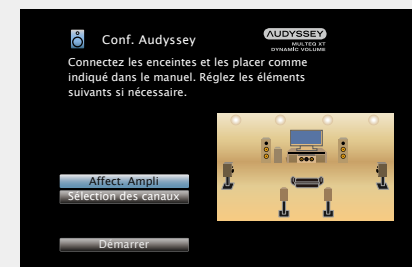 Conf. Audyssey
AUDYSSEY
MULTEQ XT
DYNAMIC VOLUME
Connectez les enceintes et les placer comme
indiqué dans le manuel. Réglez les éléments
suivants si nécessaire.
Affect. Ampli
Sélection des canaux
Démarrer